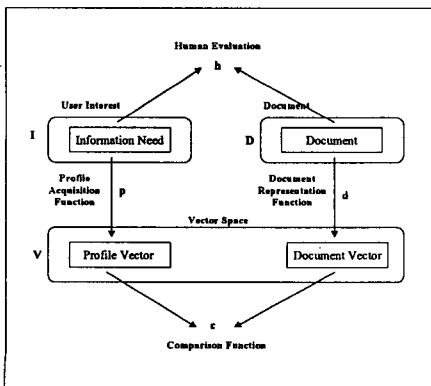 Human Evaluation
h
User Interest
Document
I
Information Need
D
Document
Profile
Acquisition
Function
p
Document
Representation
Function
d
Vector Space
V
Profile Vector
Document Vector
c
Comparison Function